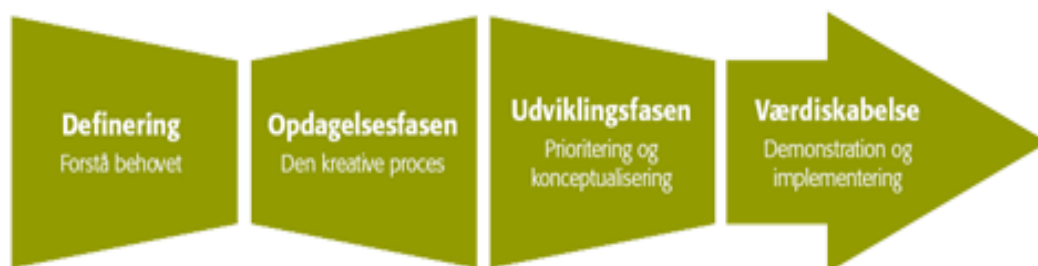 Definering
Forstå behovet
Opdagelsesfasen
Den kreative proces
Udviklingsfasen
Prioritering og
konceptualisering
Værdiskabelse
Demonstration og
implementering